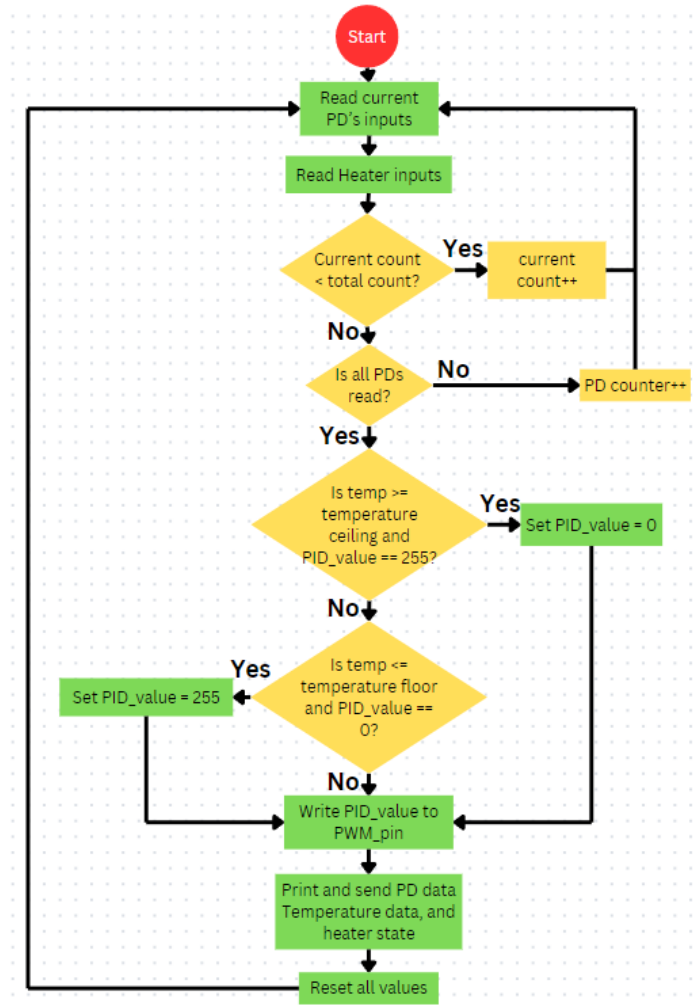 Start
Read current
PD's inputs
Read Heater inputs
Current count
< total count?
Yes
current
count++
No
Is all PDs
read?
No
PD counter++
Yes
Is temp >=
temperature
ceiling and
PID_value == 255?
Yes
Set PID_value = 0
No
Is temp <=
temperature floor
and PID_value ==
0?
Yes
Set PID_value = 255
No
Write PID_value to
PWM_pin
Print and send PD data
Temperature data, and
heater state
Reset all values